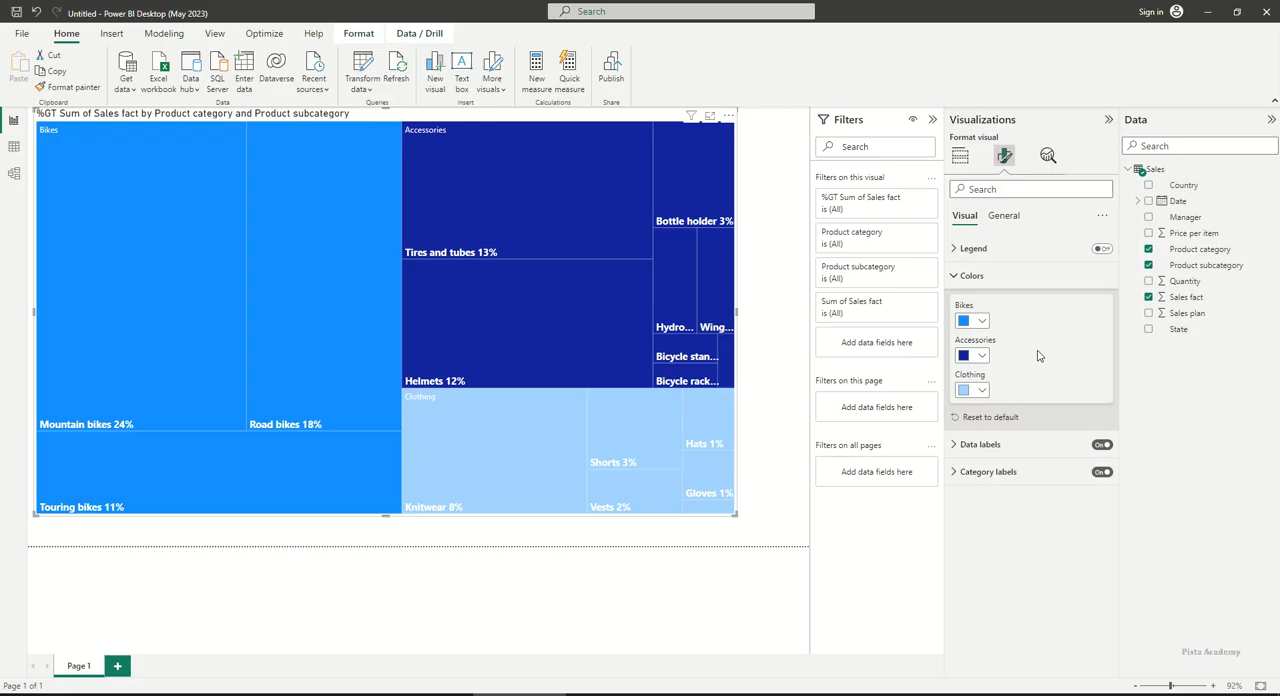 Untitled - Power BI Desktop (May 2023)
Search
Sign in
File
Home
Insert
Modeling
View
Optimize
Help
Format
Data / Drill
Paste
Cut
Copy
Format painter
Clipboard
Get data
Excel workbook
Data hub
SQL Server
Enter data
Dataverse
Recent sources
Data
Transform data
Refresh
Queries
New visual
Text box
More visuals
Insert
New measure
Quick measure
Calculations
Publish
Share
%GT Sum of Sales fact by Product category and Product subcategory
Bikes
Mountain bikes 24%
Road bikes 18%
Touring bikes 11%
Accessories
Tires and tubes 13%
Helmets 12%
Bottle holder 3%
Hydro...
Wing...
Bicycle stan...
Bicycle rack...
Clothing
Knitwear 8%
Shorts 3%
Vests 2%
Hats 1%
Gloves 1%
Filters
Search
Filters on this visual
...
%GT Sum of Sales fact
is (All)
Product category
is (All)
Product subcategory
is (All)
Sum of Sales fact
is (All)
Add data fields here
Filters on this page
...
Add data fields here
Filters on all pages
...
Add data fields here
Visualizations
Format visual
Search
Visual
General
...
Legend
Off
Colors
Bikes
Accessories
Clothing
Reset to default
Data labels
On
Category labels
On
Data
Search
Sales
Country
Date
Manager
Price per item
Product category
Product subcategory
Quantity
Sales fact
Sales plan
State
Pista Academy
Page 1
+
Page 1 of 1
- + 92%